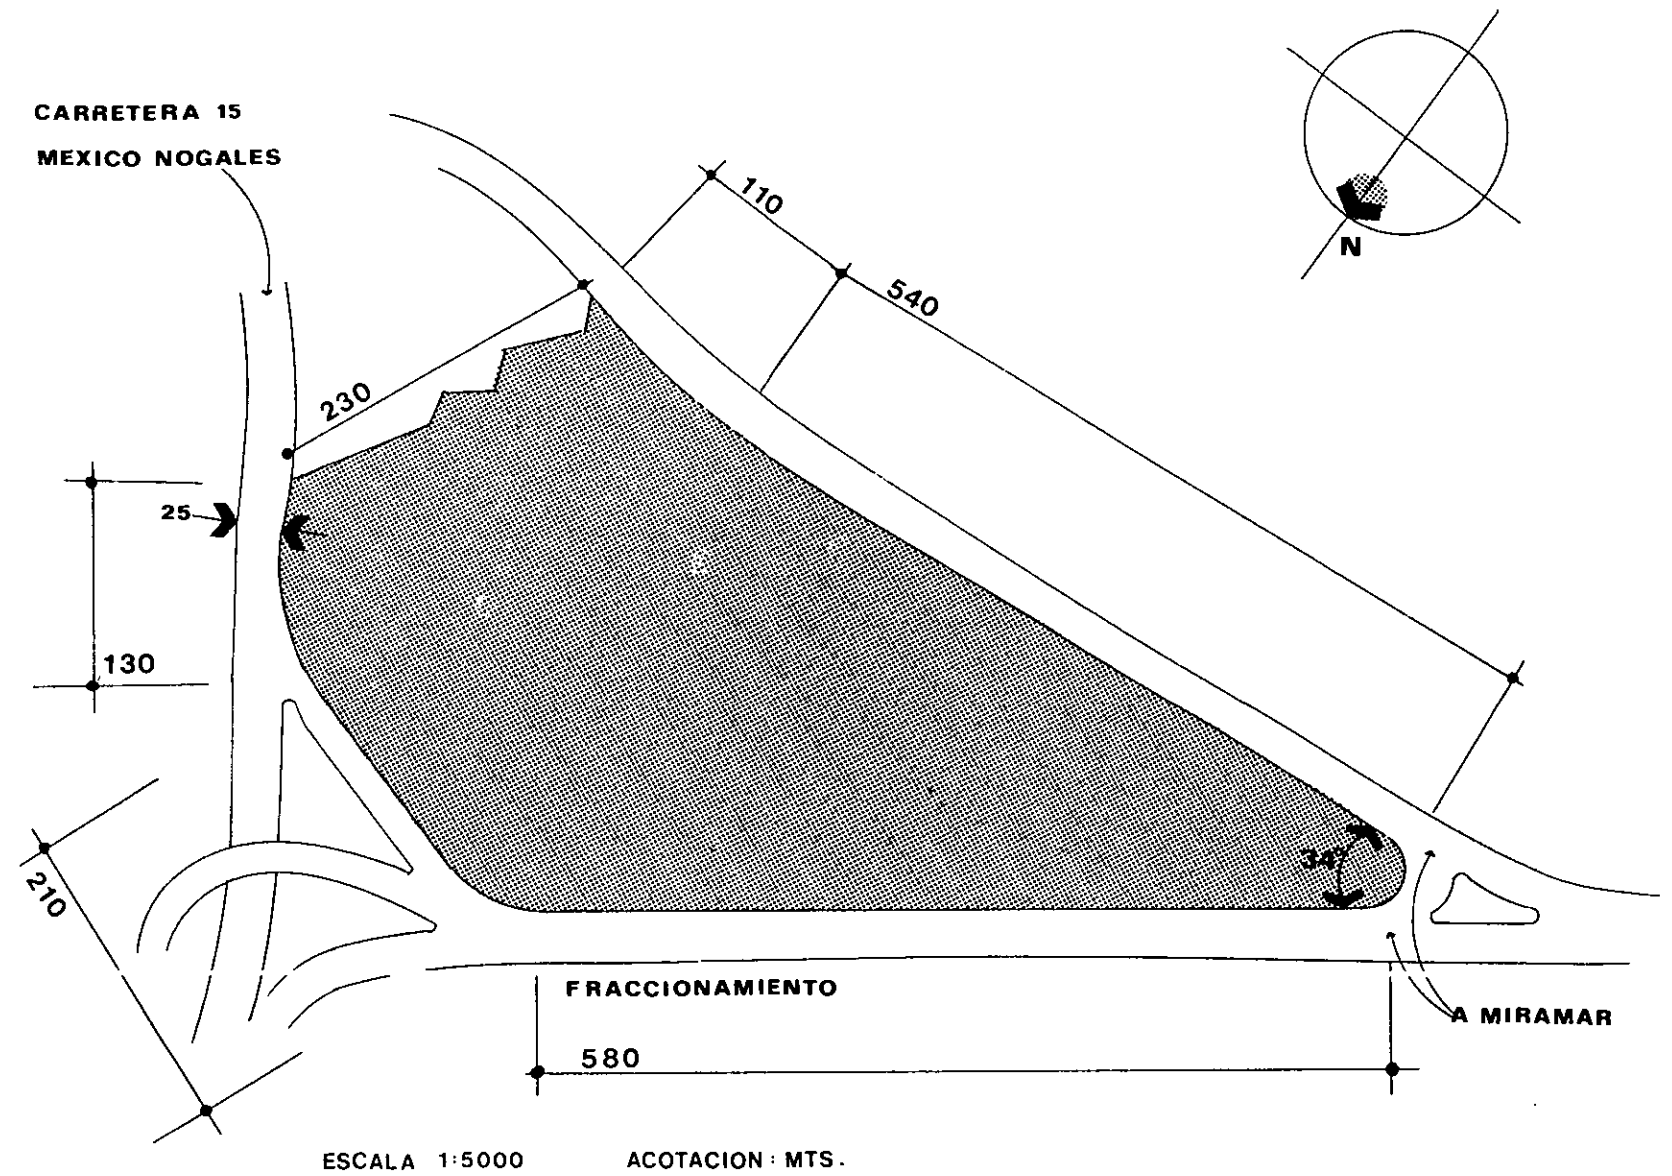 CARRETERA 15
MEXICO NOGALES
110
N
540
230
25
130
34°
210
FRACCIONAMIENTO
A MIRAMAR
580
ESCALA 1:5000 ACOTACION: MTS.